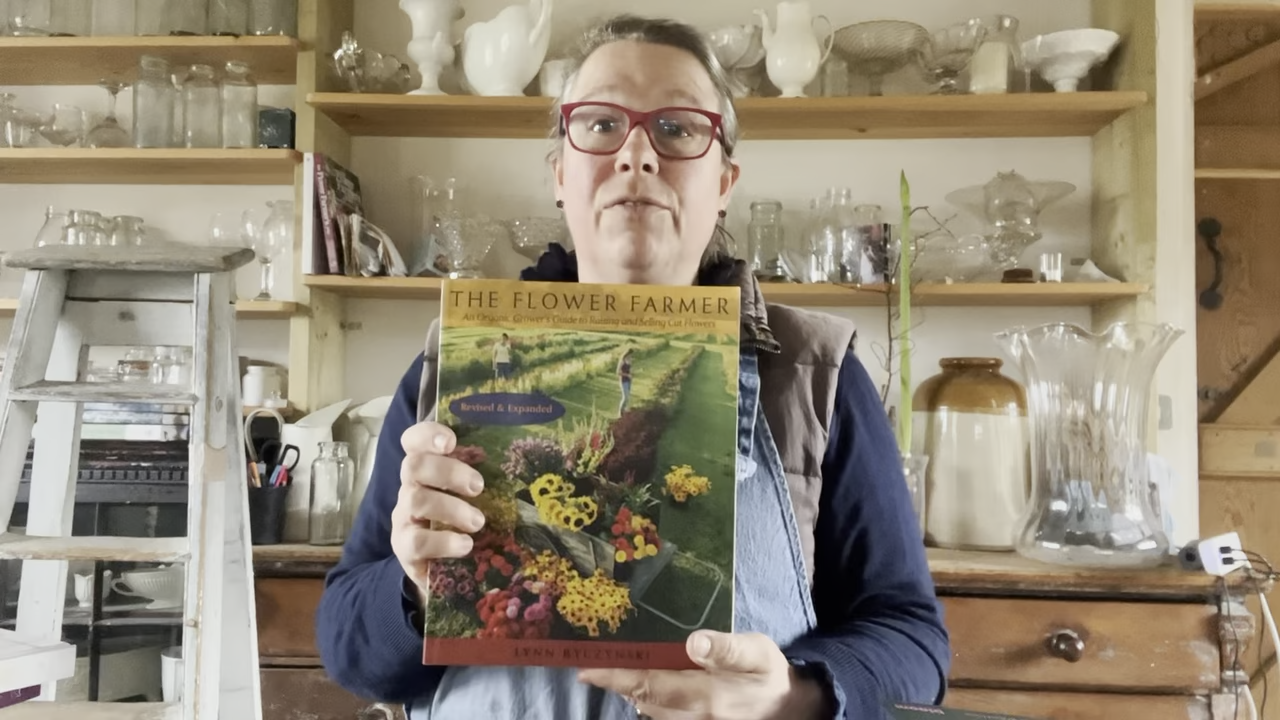 THE FLOWER FARMER
An Organic Grower's Guide to Raising and Selling Cut Flowers
Revised & Expanded
LYNN BYCZYNSKI